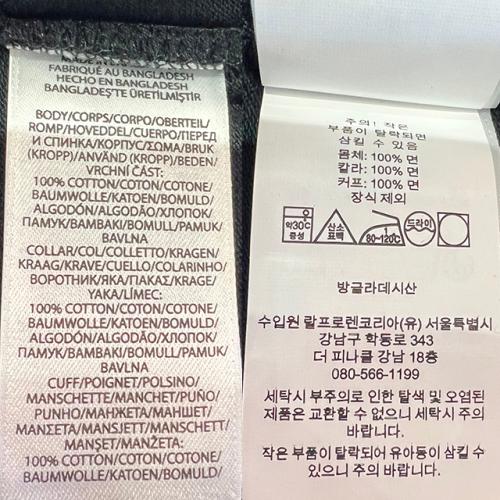 FABRIQUÉ AU BANGLADESH
HECHO EN BANGLADESH
BANGLADEŞ'TE ÜRETİLMİŞTİR
BODY/CORPS/CORPO/OBERTEIL/
ROMP/HOVEDDEL/CUERPO/ПЕРЕД
И СПИНКА/КОРПУС/ΣΩΜΑ/BRUK
(KROPP)/ANVÄND (KROPP)/BEDEN/
VRCHNÍ ČÁST:
100% COTTON/COTON/COTONE/
BAUMWOLLE/KATOEN/BOMULD/
ALGODÓN/ALGODÃO/ХЛОПОК/
ПАМУК/ΒΑΜΒΑΚΙ/BOMULL/PAMUK/
BAVLNA
COLLAR/COL/COLLETTO/KRAGEN/
KRAAG/KRAVE/CUELLO/COLARINHO/
ВОРОТНИК/ЯКА/ΓΙΑΚΑΣ/KRAGE/
YAKA/LÍMEC:
100% COTTON/COTON/COTONE/
BAUMWOLLE/KATOEN/BOMULD/
ALGODÓN/ALGODÃO/ХЛОПОК/
ПАМУК/ΒΑΜΒΑΚΙ/BOMULL/PAMUK/
BAVLNA
CUFF/POIGNET/POLSINO/
MANSCHETTE/MANCHET/PUÑO/
PUNHO/МАНЖЕТА/МАНШЕТ/
ΜΑΝΣΕΤΑ/MANSJETT/MANSCHETT/
MANŞET/MANŽETA:
100% COTTON/COTON/COTONE/
BAUMWOLLE/KATOEN/BOMULD/
주의! 작은
부품이 탈락되면
삼킬 수 있음
몸체: 100% 면
칼라: 100% 면
커프: 100% 면
장식 제외
약30℃
중성
산소
표백
80~120℃
드라이
방글라데시산
수입원 랄프로렌코리아(유) 서울특별시
강남구 학동로 343
더 피나클 강남 18층
080-566-1199
세탁시 부주의로 인한 탈색 및 오염된
제품은 교환할 수 없으니 세탁시 주의
바랍니다.
작은 부품이 탈락되어 유아등이 삼킬 수
있으니 주의 바랍니다.